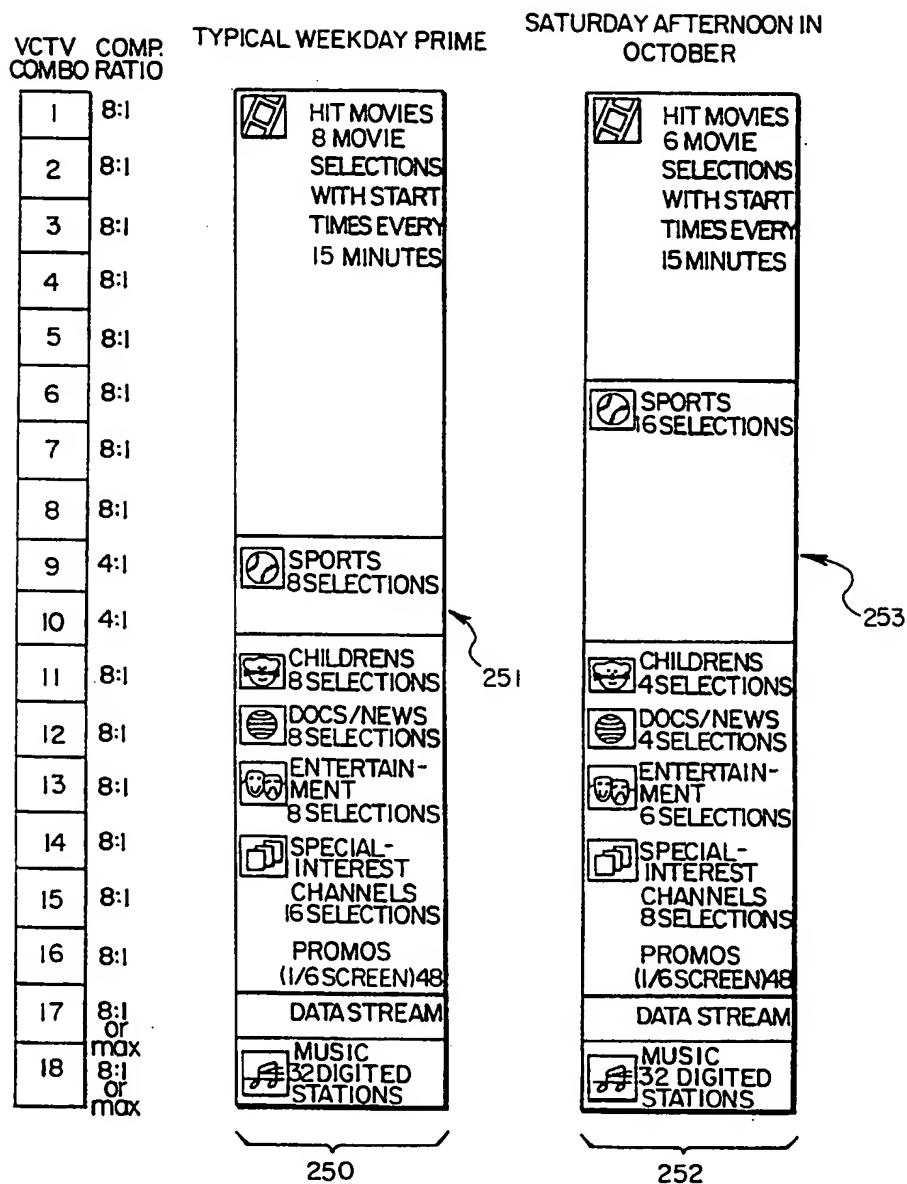 VCTV COMBO
COMP. RATIO
TYPICAL WEEKDAY PRIME
SATURDAY AFTERNOON IN
OCTOBER
1 8:1
2 8:1
3 8:1
4 8:1
5 8:1
6 8:1
7 8:1
8 8:1
9 4:1
10 4:1
11 8:1
12 8:1
13 8:1
14 8:1
15 8:1
16 8:1
17 8:1
or
max
18 8:1
or
max
HIT MOVIES
8 MOVIE
SELECTIONS
WITH START
TIMES EVERY
15 MINUTES
SPORTS
8 SELECTIONS
251
CHILDRENS
8 SELECTIONS
DOCS/NEWS
8 SELECTIONS
ENTERTAIN-
MENT
8 SELECTIONS
SPECIAL-
INTEREST
CHANNELS
16 SELECTIONS
PROMOS
(1/6 SCREEN) 48
DATA STREAM
MUSIC
32 DIGITED
STATIONS
250
HIT MOVIES
6 MOVIE
SELECTIONS
WITH START
TIMES EVERY
15 MINUTES
SPORTS
16 SELECTIONS
253
CHILDRENS
4 SELECTIONS
DOCS/NEWS
4 SELECTIONS
ENTERTAIN-
MENT
6 SELECTIONS
SPECIAL-
INTEREST
CHANNELS
8 SELECTIONS
PROMOS
(1/6 SCREEN) 48
DATA STREAM
MUSIC
32 DIGITED
STATIONS
252